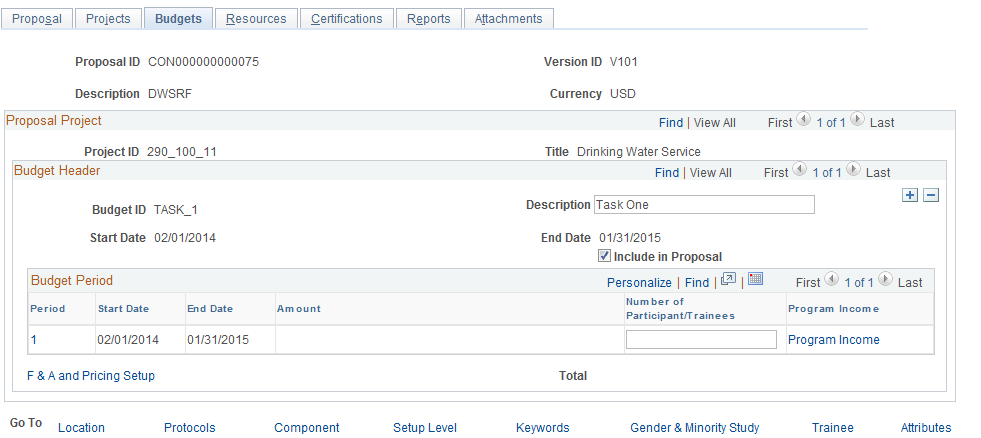 Proposal Projects Budgets Resources Certifications Reports Attachments
Proposal ID CON000000000075 Version ID V101
Description DWSRF Currency USD
Proposal Project Find | View All First 1 of 1 Last
Project ID 290_100_11 Title Drinking Water Service
Budget Header Find | View All First 1 of 1 Last
Budget ID TASK_1 Description Task One
Start Date 02/01/2014 End Date 01/31/2015
Include in Proposal
Budget Period Personalize | Find | | First 1 of 1 Last
Period Start Date End Date Amount Number of Participant/Trainees Program Income
1 02/01/2014 01/31/2015 Program Income
F & A and Pricing Setup Total
Go To Location Protocols Component Setup Level Keywords Gender & Minority Study Trainee Attributes